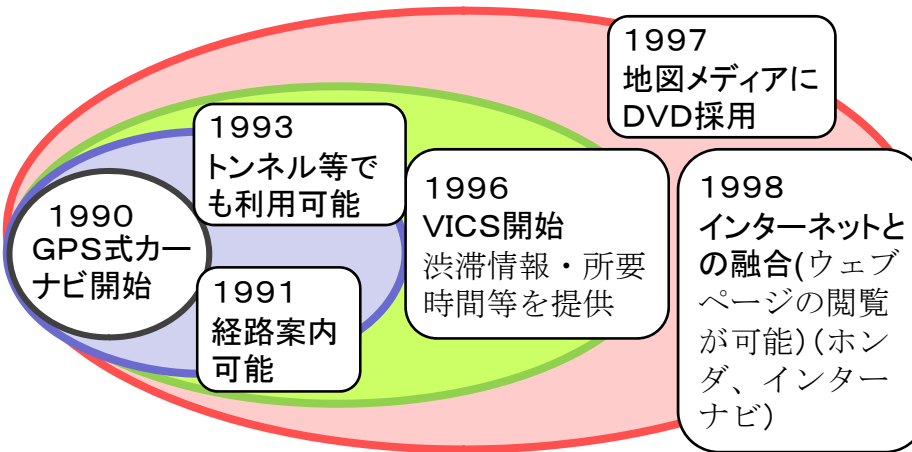 1990
GPS式カー
ナビ開始
1993
トンネル等で
も利用可能
1991
経路案内
可能
1996
VICS開始
渋滞情報・所要
時間等を提供
1997
地図メディアに
DVD採用
1998
インターネットと
の融合(ウェブ
ページの閲覧
が可能)(ホン
ダ、インター
ナビ)